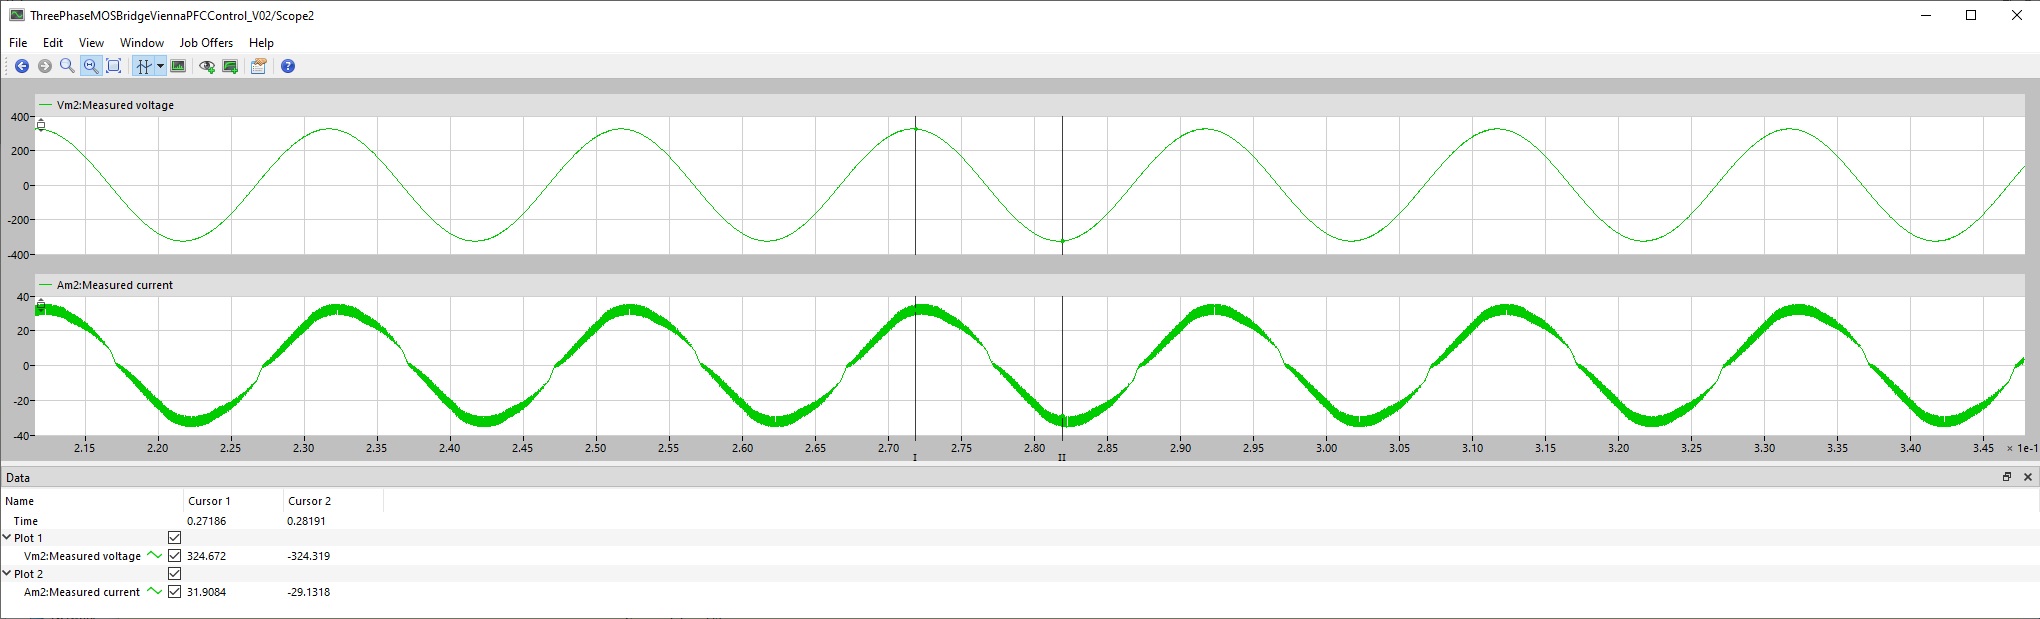 ThreePhaseMOSBridgeViennaPFCControl_V02/Scope2
File Edit View Window Job Offers Help
Vm2:Measured voltage
400
200
0
-200
-400
Am2:Measured current
40
20
0
-20
-40
2.15 2.20 2.25 2.30 2.35 2.40 2.45 2.50 2.55 2.60 2.65 2.70 2.75 2.80 2.85 2.90 2.95 3.00 3.05 3.10 3.15 3.20 3.25 3.30 3.35 3.40 3.45 × 1e-1
I II
Data
Name Cursor 1 Cursor 2
Time 0.27186 0.28191
Plot 1
Vm2:Measured voltage 324.672 -324.319
Plot 2
Am2:Measured current 31.9084 -29.1318